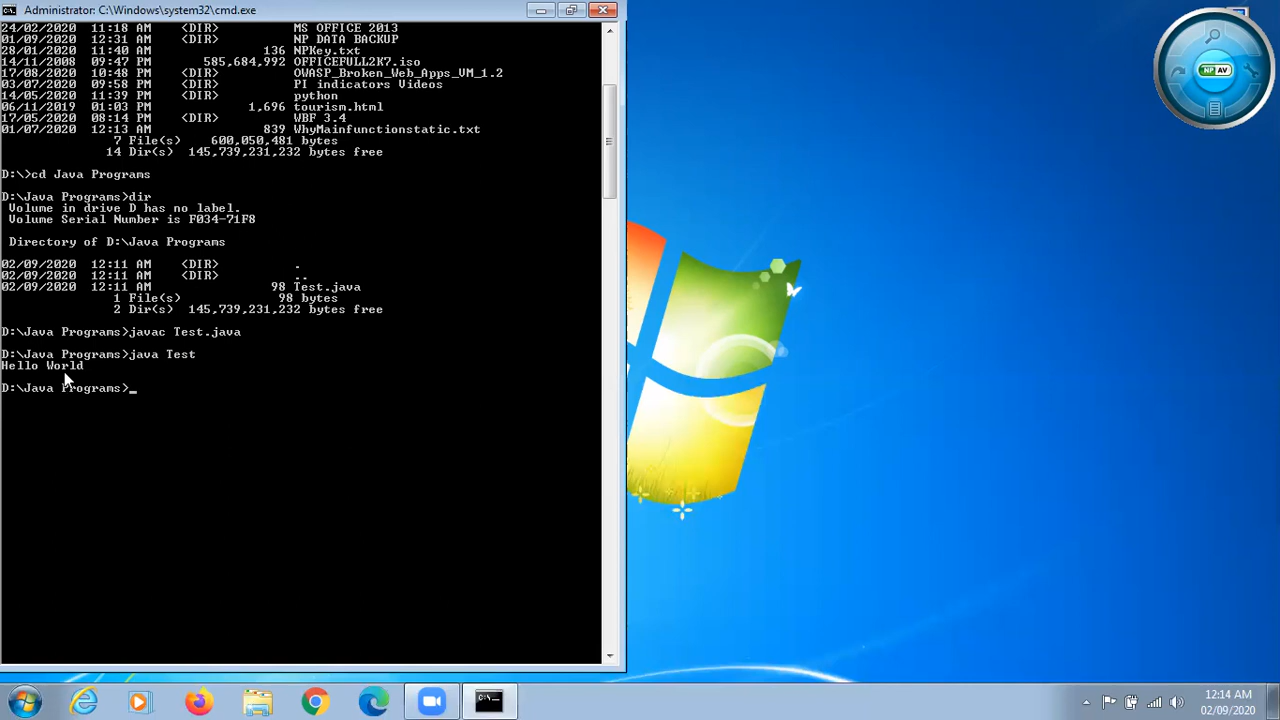 Administrator: C:\Windows\system32\cmd.exe
24/02/2020  11:18 AM    <DIR>          MS OFFICE 2013
01/09/2020  12:31 AM    <DIR>          NP DATA BACKUP
28/01/2020  11:40 AM               136 NPKey.txt
14/11/2008  09:47 PM       585,684,992 OFFICEFULL2K7.iso
17/08/2020  10:48 PM    <DIR>          OWASP_Broken_Web_Apps_VM_1.2
03/07/2020  09:58 PM    <DIR>          PI indicators Videos
14/05/2020  11:39 PM    <DIR>          python
06/11/2019  01:03 PM             1,696 tourism.html
17/05/2020  08:14 PM    <DIR>          WBF 3.4
01/07/2020  12:13 AM               839 WhyMainfunctionstatic.txt
7 File(s)    600,050,481 bytes
14 Dir(s)  145,739,231,232 bytes free
D:\>cd Java Programs
D:\Java Programs>dir
Volume in drive D has no label.
Volume Serial Number is F034-71F8
Directory of D:\Java Programs
02/09/2020  12:11 AM    <DIR>          .
02/09/2020  12:11 AM    <DIR>          ..
02/09/2020  12:11 AM                98 Test.java
1 File(s)             98 bytes
2 Dir(s)  145,739,231,232 bytes free
D:\Java Programs>javac Test.java
D:\Java Programs>java Test
Hello World
D:\Java Programs>_
NP AV
12:14 AM
02/09/2020